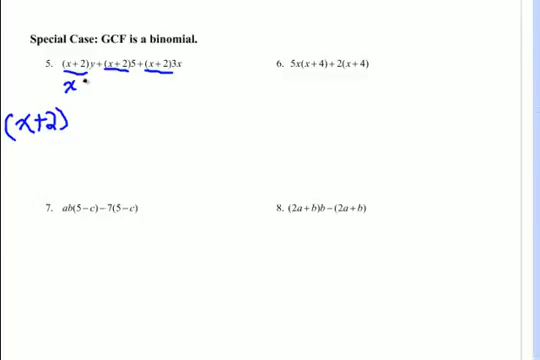 Special Case: GCF is a binomial.
5. (x+2)y+(x+2)5+(x+2)3x
6. 5x(x+4)+2(x+4)
x
(x+2)
7. ab(5−c)−7(5−c)
8. (2a+b)b−(2a+b)